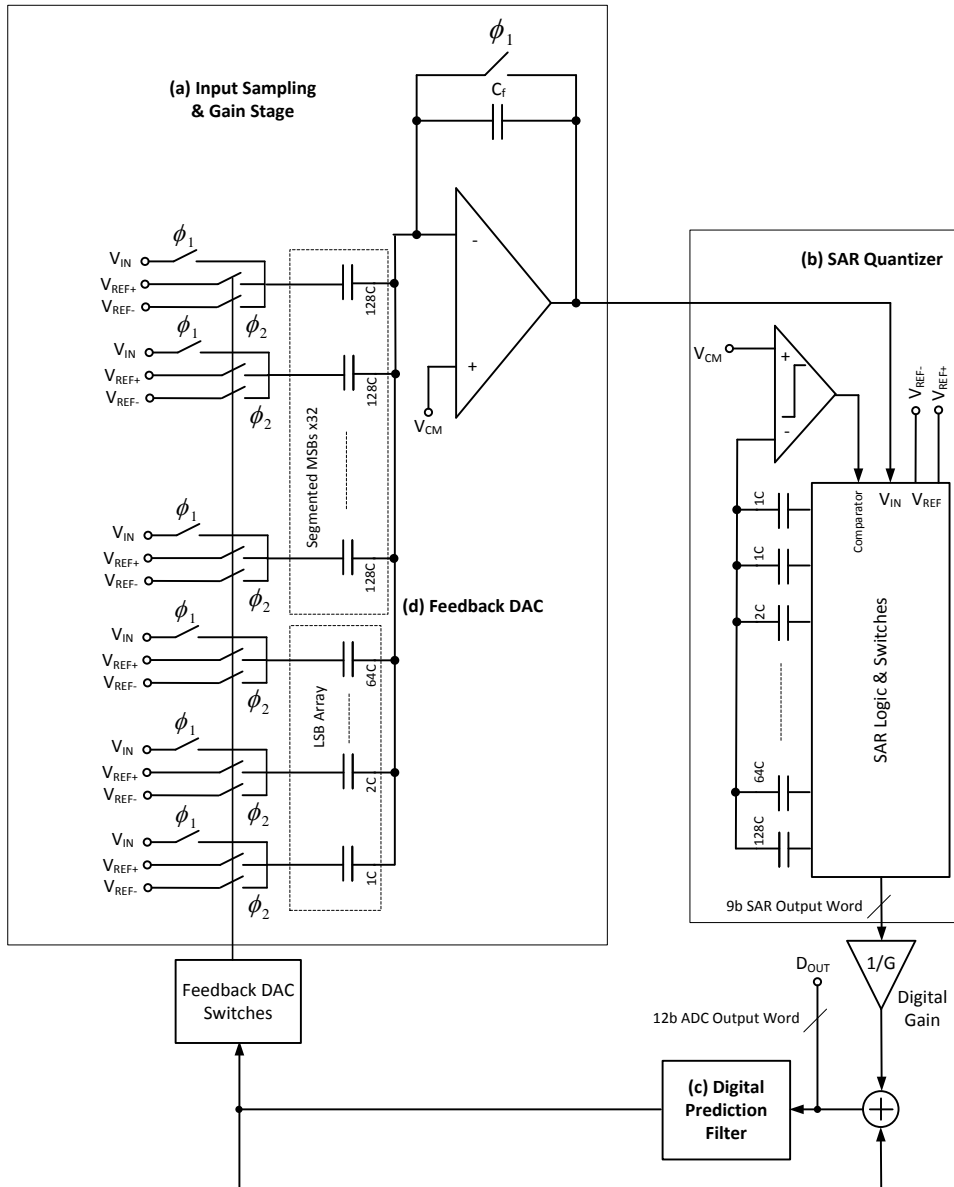 (a) Input Sampling
& Gain Stage
ϕ1
Cf
-
+
VCM
ϕ1
VIN
VREF+
VREF-
ϕ2
128C
ϕ1
VIN
VREF+
VREF-
ϕ2
128C
Segmented MSBs x32
ϕ1
VIN
VREF+
VREF-
ϕ2
128C
(d) Feedback DAC
ϕ1
VIN
VREF+
VREF-
ϕ2
64C
LSB Array
ϕ1
VIN
VREF+
VREF-
ϕ2
2C
ϕ1
VIN
VREF+
VREF-
ϕ2
1C
(b) SAR Quantizer
VCM
+
-
VREF-
VREF+
Comparator
VIN
VREF
1C
1C
2C
64C
128C
SAR Logic & Switches
9b SAR Output Word
1/G
Digital
Gain
DOUT
12b ADC Output Word
Feedback DAC
Switches
(c) Digital
Prediction
Filter
+